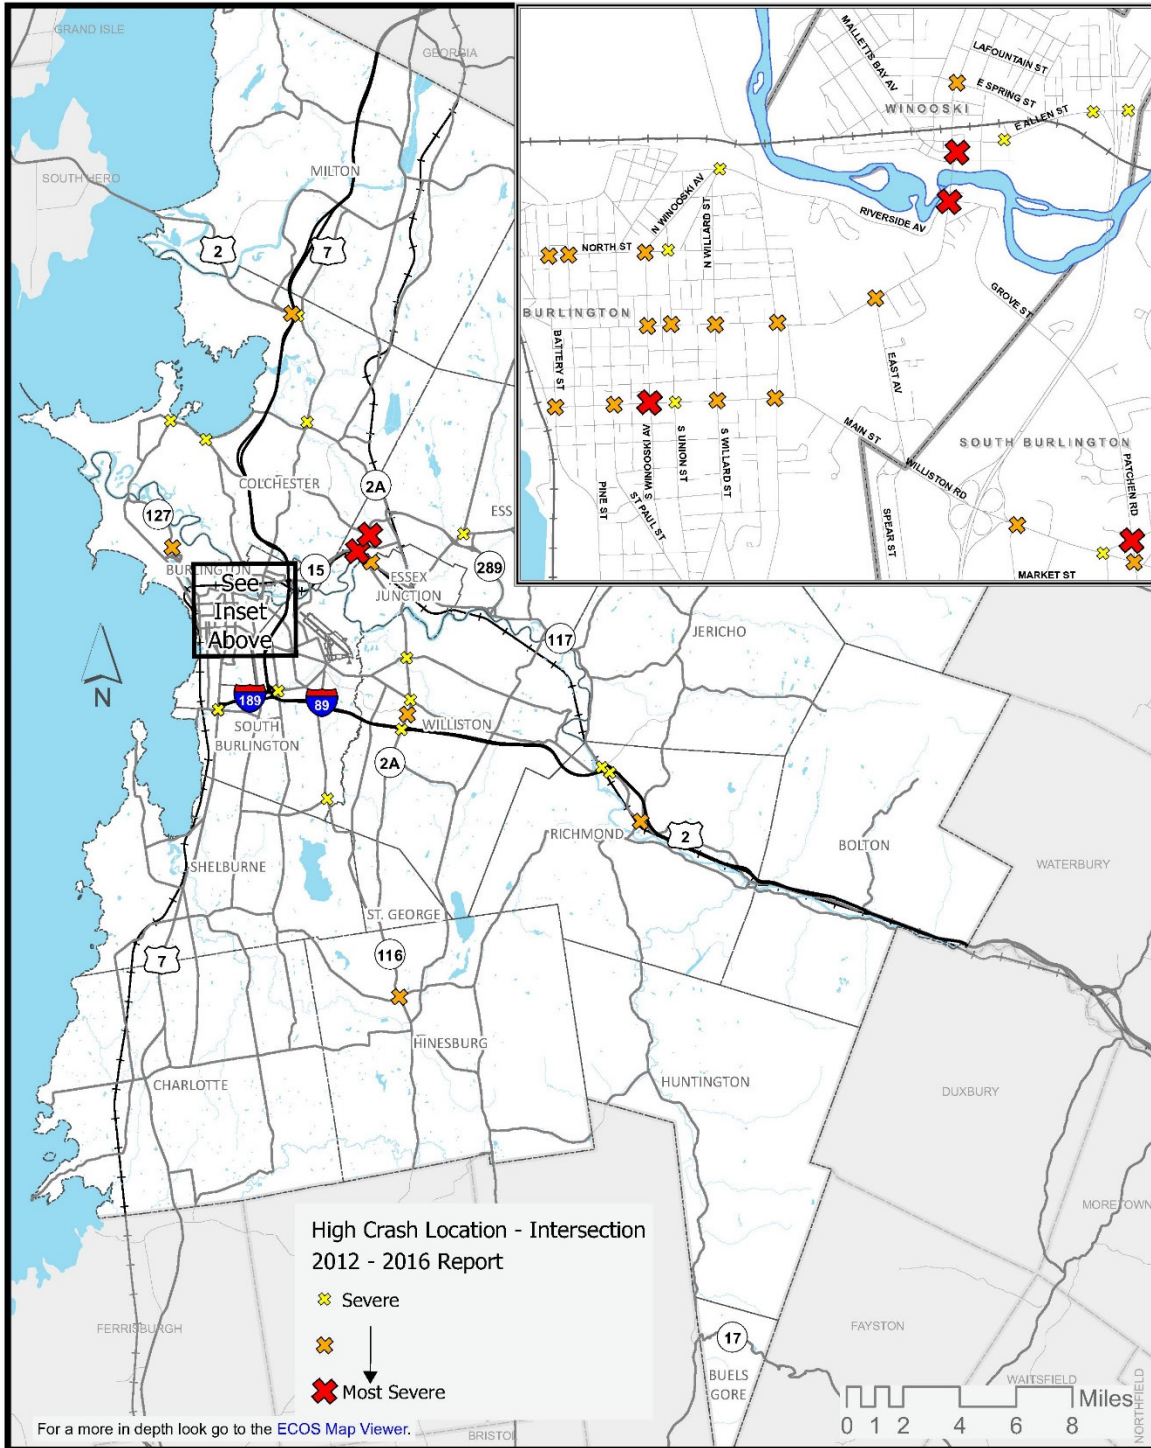 GRAND ISLE
GEORGIA
SOUTH HERO
MILTON
2
7
COLCHESTER
2A
127
ESS
BURLINGTON
15
289
ESSEX
JUNCTION
See
Inset
Above
117
JERICHO
N
189
89
SOUTH
BURLINGTON
WILLISTON
2A
RICHMOND
2
BOLTON
WATERBURY
SHELBURNE
ST. GEORGE
116
7
HINESBURG
CHARLOTTE
HUNTINGTON
DUXBURY
MORETOWN
FERRISBURGH
17
FAYSTON
BUELS
GORE
WAITSFIELD
NORTHFIELD
BRISTO
MALLETTS BAY AV
LAFOUNTAIN ST
E SPRING ST
WINOOSKI
E ALLEN ST
N WINOOSKI AV
N WILLARD ST
RIVERSIDE AV
NORTH ST
GROVE ST
BURLINGTON
BATTERY ST
EAST AV
MAIN ST
SOUTH BURLINGTON
S WINOOSKI AV
S UNION ST
S WILLARD ST
WILLISTON RD
PATCHEN RD
PINE ST
ST PAUL ST
SPEAR ST
MARKET ST
High Crash Location - Intersection
2012 - 2016 Report
Severe
Most Severe
For a more in depth look go to the ECOS Map Viewer.
Miles
0 1 2 4 6 8